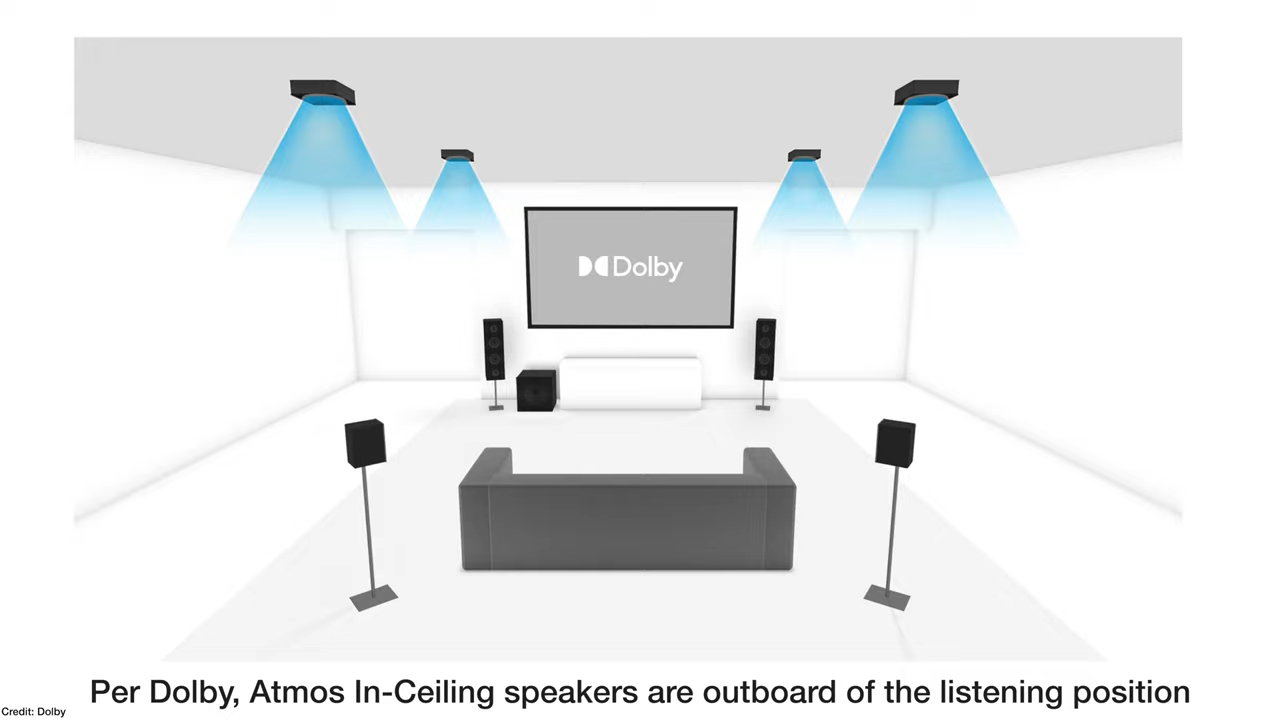 Dolby
Per Dolby, Atmos In-Ceiling speakers are outboard of the listening position
Credit: Dolby